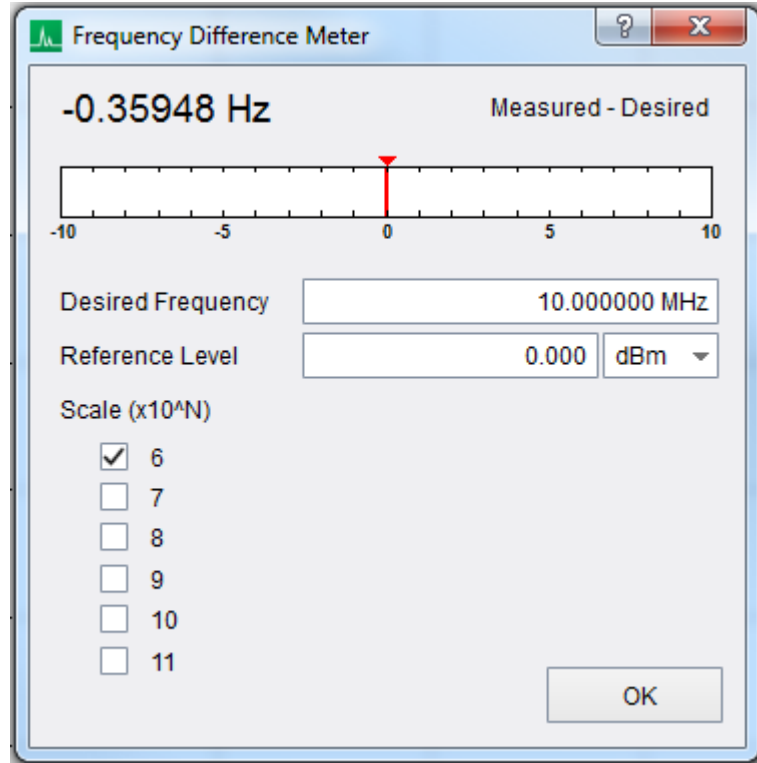 Frequency Difference Meter
? X
-0.35948 Hz Measured - Desired
-10 -5 0 5 10
Desired Frequency 10.000000 MHz
Reference Level 0.000 dBm
Scale (x10^N)
6
7
8
9
10
11
OK